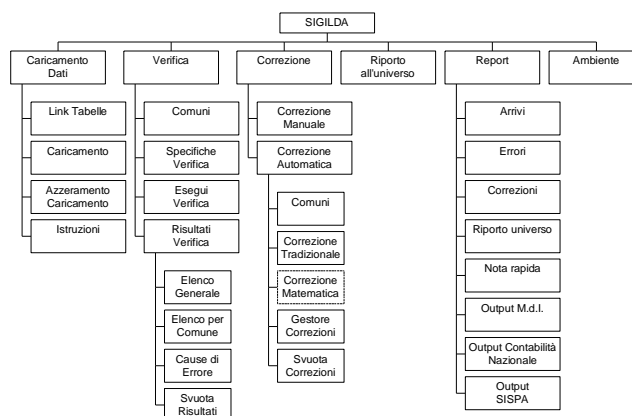 SIGILDA
Caricamento
Dati
Verifica
Correzione
Riporto
all'universo
Report
Ambiente
Link Tabelle
Caricamento
Azzeramento
Caricamento
Istruzioni
Comuni
Specifiche
Verifica
Esegui
Verifica
Risultati
Verifica
Elenco
Generale
Elenco per
Comune
Cause di
Errore
Svuota
Risultati
Correzione
Manuale
Correzione
Automatica
Comuni
Correzione
Tradizionale
Correzione
Matematica
Gestore
Correzioni
Svuota
Correzioni
Arrivi
Errori
Correzioni
Riporto universo
Nota rapida
Output M.d.I.
Output Contabilità
Nazionale
Output
SISPA